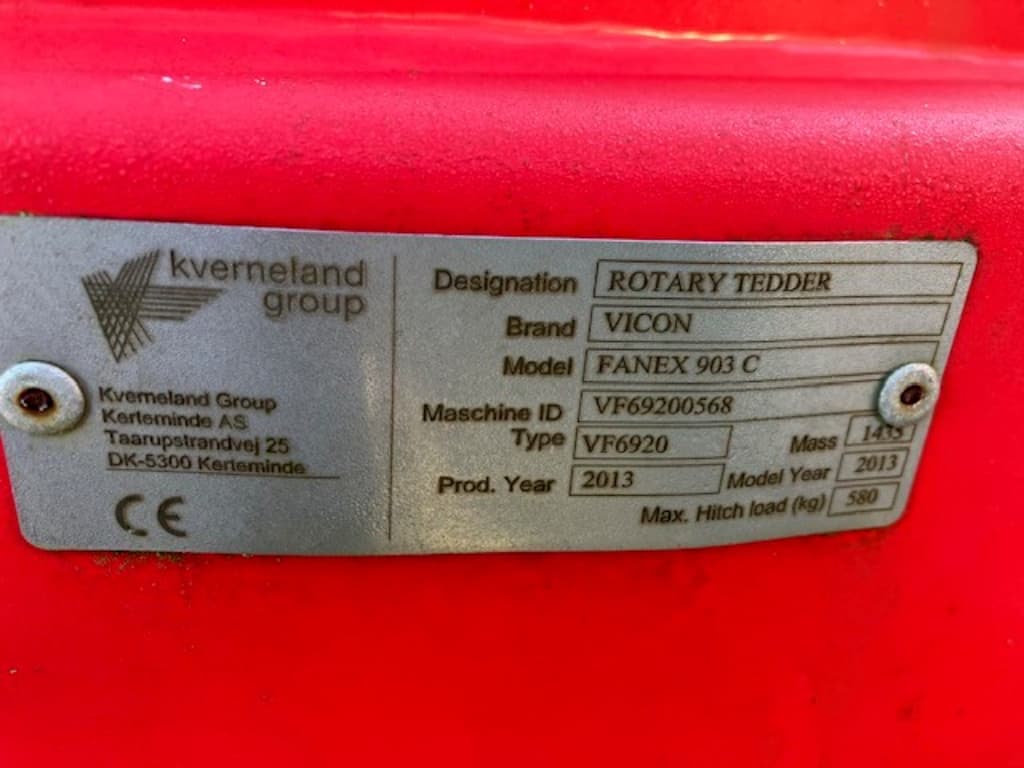 kverneland
group
Kverneland Group
Kerteminde AS
Taarupstrandvej 25
DK-5300 Kerteminde
CE
Designation ROTARY TEDDER
Brand VICON
Model FANEX 903 C
Maschine ID VF69200568
Type VF6920 Mass 1435
Prod. Year 2013 Model Year 2013
Max. Hitch load (kg) 580